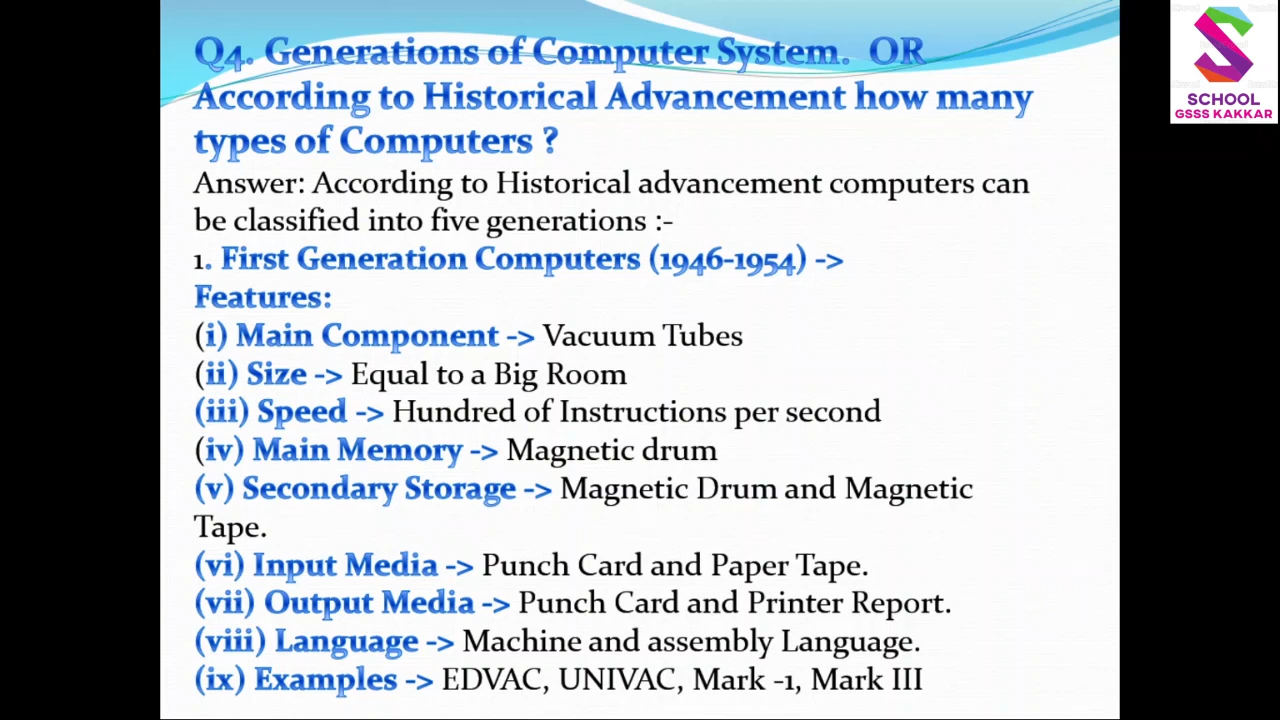 Q4. Generations of Computer System. OR
According to Historical Advancement how many
types of Computers ?
Answer: According to Historical advancement computers can
be classified into five generations :-
1. First Generation Computers (1946-1954) ->
Features:
(i) Main Component -> Vacuum Tubes
(ii) Size -> Equal to a Big Room
(iii) Speed -> Hundred of Instructions per second
(iv) Main Memory -> Magnetic drum
(v) Secondary Storage -> Magnetic Drum and Magnetic
Tape.
(vi) Input Media -> Punch Card and Paper Tape.
(vii) Output Media -> Punch Card and Printer Report.
(viii) Language -> Machine and assembly Language.
(ix) Examples -> EDVAC, UNIVAC, Mark -1, Mark III
SCHOOL
GSSS KAKKAR